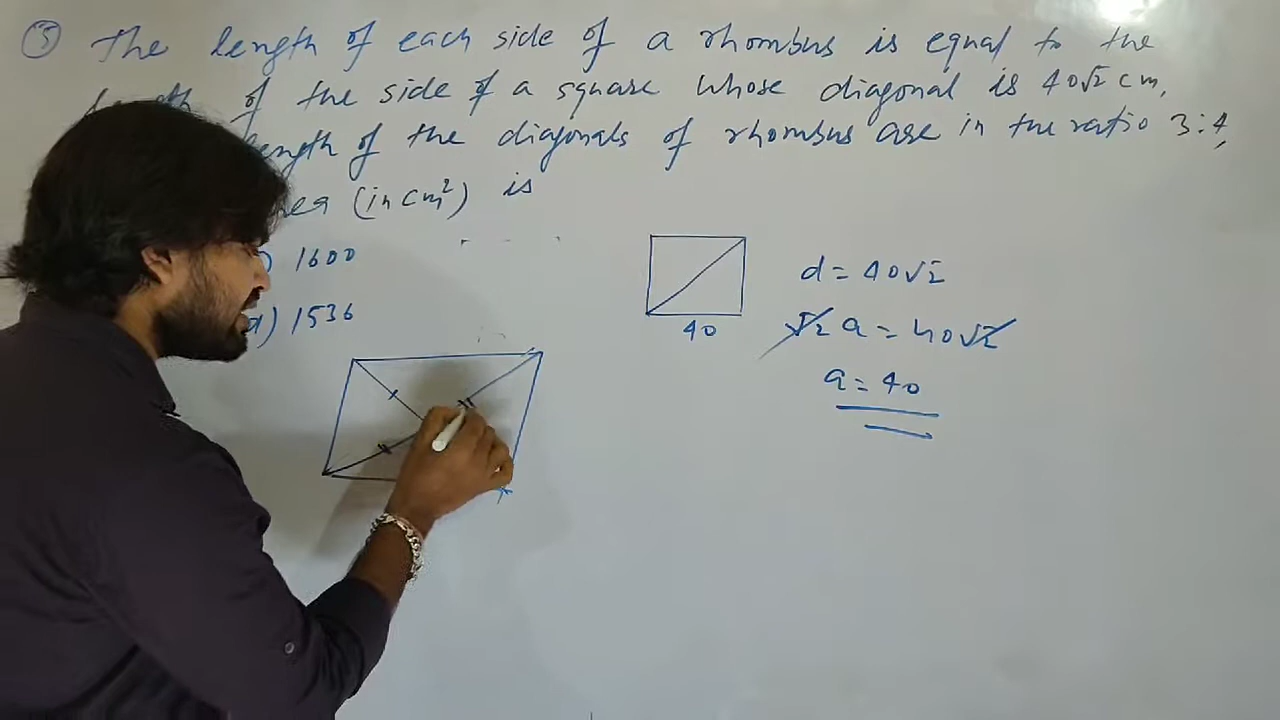 ⑤ The length of each side of a rhombus is equal to the
of the side of a square whose diagonal is 40√2 cm,
length of the diagonals of rhombus are in the ratio 3:4,
(in cm²) is
1600
d) 1536
d = 40√2
√2 a = 40√2
40
a = 40